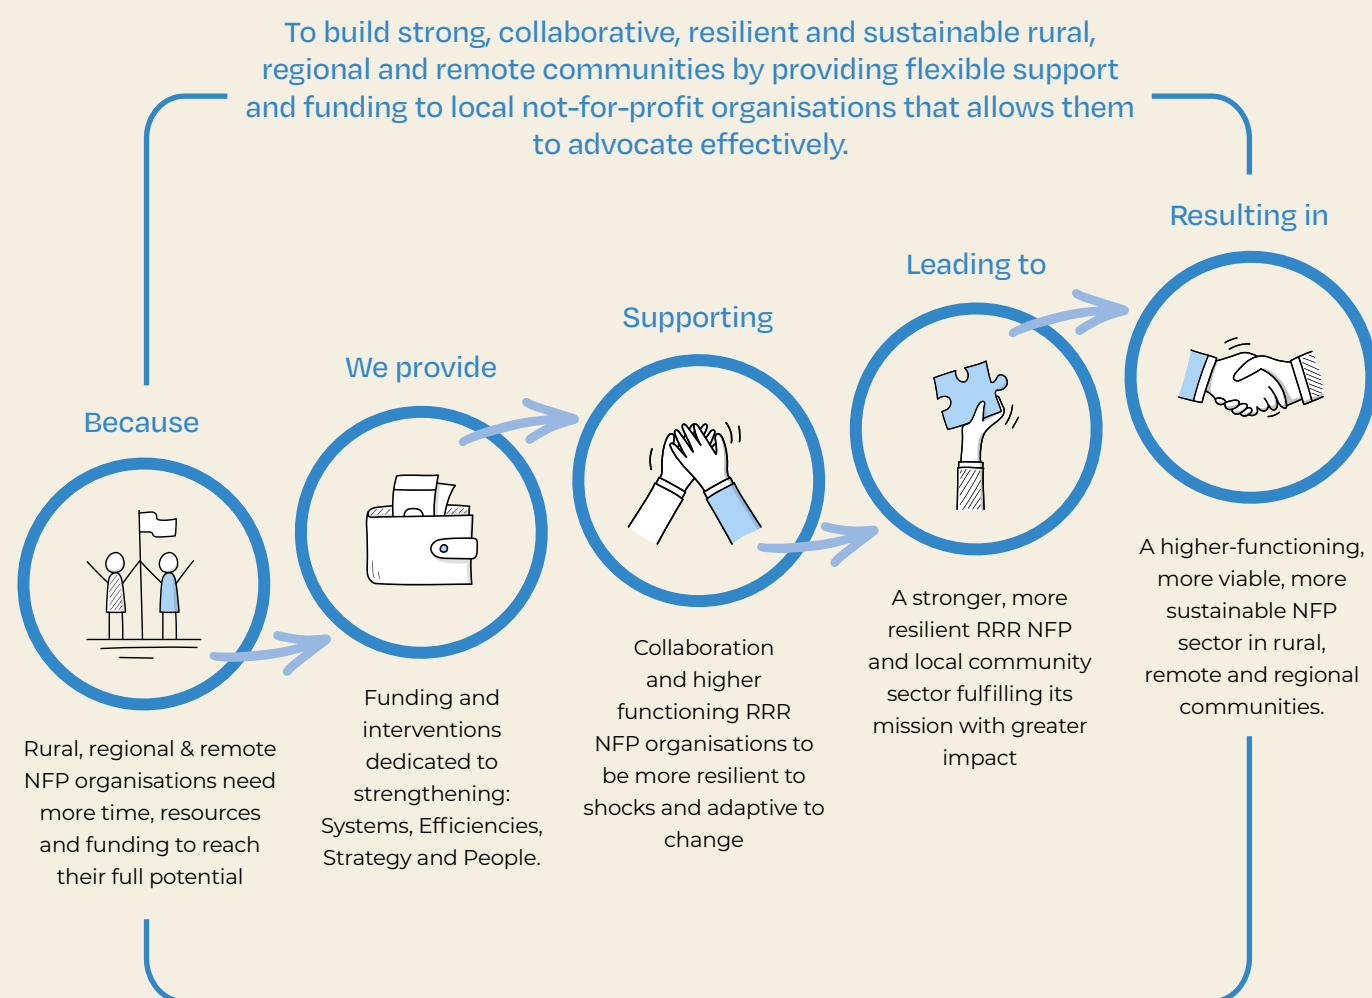 To build strong, collaborative, resilient and sustainable rural,
regional and remote communities by providing flexible support
and funding to local not-for-profit organisations that allows them
to advocate effectively.
Because
Rural, regional & remote
NFP organisations need
more time, resources
and funding to reach
their full potential
We provide
Funding and
interventions
dedicated to
strengthening:
Systems, Efficiencies,
Strategy and People.
Supporting
Collaboration
and higher
functioning RRR
NFP organisations to
be more resilient to
shocks and adaptive to
change
Leading to
A stronger, more
resilient RRR NFP
and local community
sector fulfilling its
mission with greater
impact
Resulting in
A higher-functioning,
more viable, more
sustainable NFP
sector in rural,
remote and regional
communities.